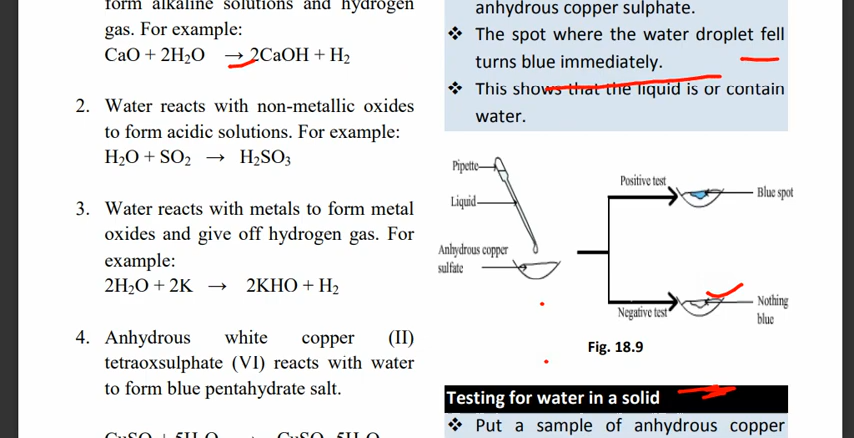 form alkaline solutions and hydrogen
gas. For example:
CaO + 2H₂O → 2CaOH + H₂
2. Water reacts with non-metallic oxides
to form acidic solutions. For example:
H₂O + SO₂ → H₂SO₃
3. Water reacts with metals to form metal
oxides and give off hydrogen gas. For
example:
2H₂O + 2K → 2KHO + H₂
4. Anhydrous white copper (II)
tetraoxsulphate (VI) reacts with water
to form blue pentahydrate salt.
CuSO₄ + 5H₂O → CuSO₄.5H₂O
anhydrous copper sulphate.
❖ The spot where the water droplet fell
turns blue immediately.
❖ This shows that the liquid is or contain
water.
Pipette
Liquid
Anhydrous copper
sulfate
Positive test
Blue spot
Negative test
Nothing
blue
Fig. 18.9
Testing for water in a solid
❖ Put a sample of anhydrous copper